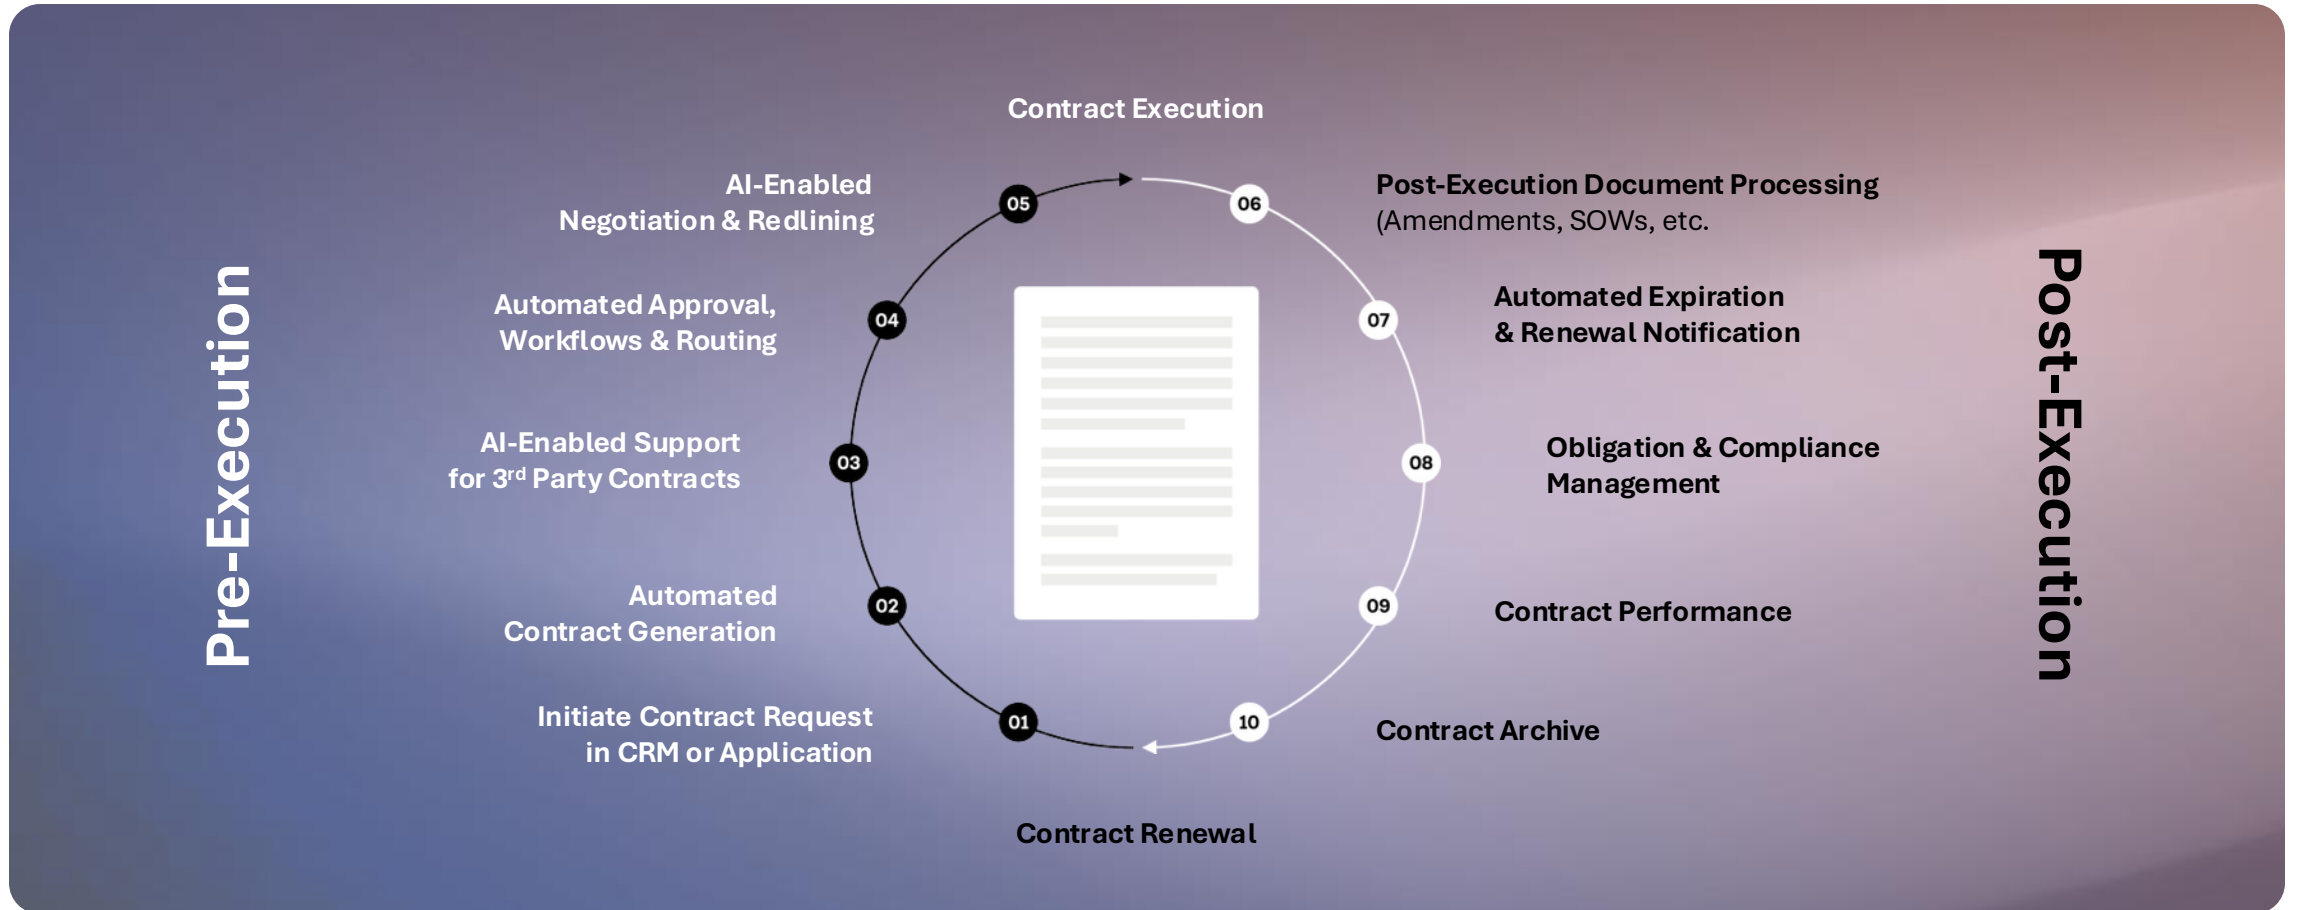 Contract Execution
Pre-Execution
AI-Enabled
Negotiation & Redlining
05
Automated Approval,
Workflows & Routing
04
AI-Enabled Support
for 3rd Party Contracts
03
Automated
Contract Generation
02
Initiate Contract Request
in CRM or Application
01
06
Post-Execution Document Processing
(Amendments, SOWs, etc.
07
Automated Expiration
& Renewal Notification
08
Obligation & Compliance
Management
09
Contract Performance
10
Contract Archive
Post-Execution
Contract Renewal